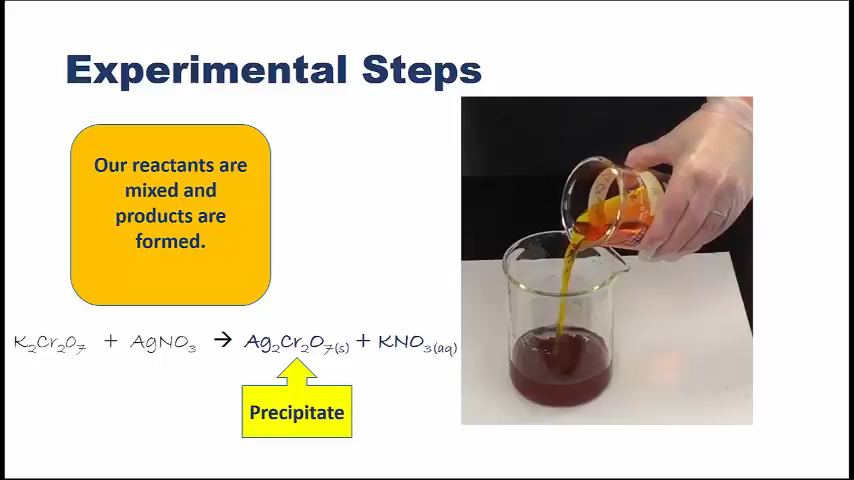 Experimental Steps
Our reactants are
mixed and
products are
formed.
K₂Cr₂O₇ + AgNO₃ → Ag₂Cr₂O₇(s) + KNO₃(aq)
Precipitate